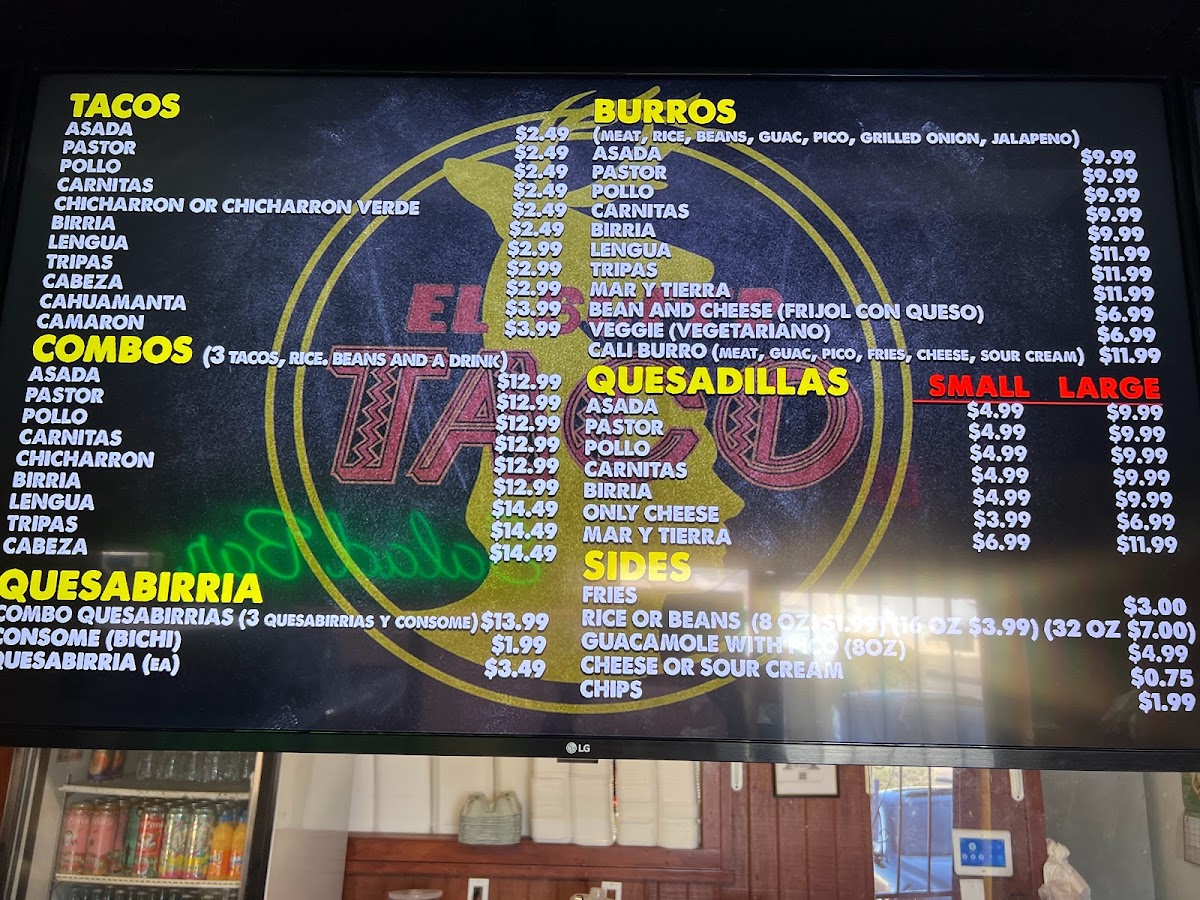 TACOS
ASADA $2.49
PASTOR $2.49
POLLO $2.49
CARNITAS $2.49
CHICHARRON OR CHICHARRON VERDE $2.49
BIRRIA $2.49
LENGUA $2.99
TRIPAS $2.99
CABEZA $2.99
CAHUAMANTA $3.99
CAMARON $3.99
COMBOS (3 TACOS, RICE. BEANS AND A DRINK)
ASADA $12.99
PASTOR $12.99
POLLO $12.99
CARNITAS $12.99
CHICHARRON $12.99
BIRRIA $12.99
LENGUA $14.49
TRIPAS $14.49
CABEZA $14.49
QUESABIRRIA
COMBO QUESABIRRIAS (3 QUESABIRRIAS Y CONSOME) $13.99
CONSOME (BICHI) $1.99
QUESABIRRIA (EA) $3.49
BURROS
(MEAT, RICE, BEANS, GUAC, PICO, GRILLED ONION, JALAPENO)
ASADA $9.99
PASTOR $9.99
POLLO $9.99
CARNITAS $9.99
BIRRIA $9.99
LENGUA $11.99
TRIPAS $11.99
MAR Y TIERRA $11.99
BEAN AND CHEESE (FRIJOL CON QUESO) $6.99
VEGGIE (VEGETARIANO) $6.99
CALI BURRO (MEAT, GUAC, PICO, FRIES, CHEESE, SOUR CREAM) $11.99
QUESADILLAS SMALL LARGE
ASADA $4.99 $9.99
PASTOR $4.99 $9.99
POLLO $4.99 $9.99
CARNITAS $4.99 $9.99
BIRRIA $4.99 $9.99
ONLY CHEESE $3.99 $6.99
MAR Y TIERRA $6.99 $11.99
SIDES
FRIES $3.00
RICE OR BEANS (8 OZ $1.99) (16 OZ $3.99) (32 OZ $7.00)
GUACAMOLE WITH PICO (8OZ) $4.99
CHEESE OR SOUR CREAM $0.75
CHIPS $1.99
EL
TACO
Salad Bar
LG